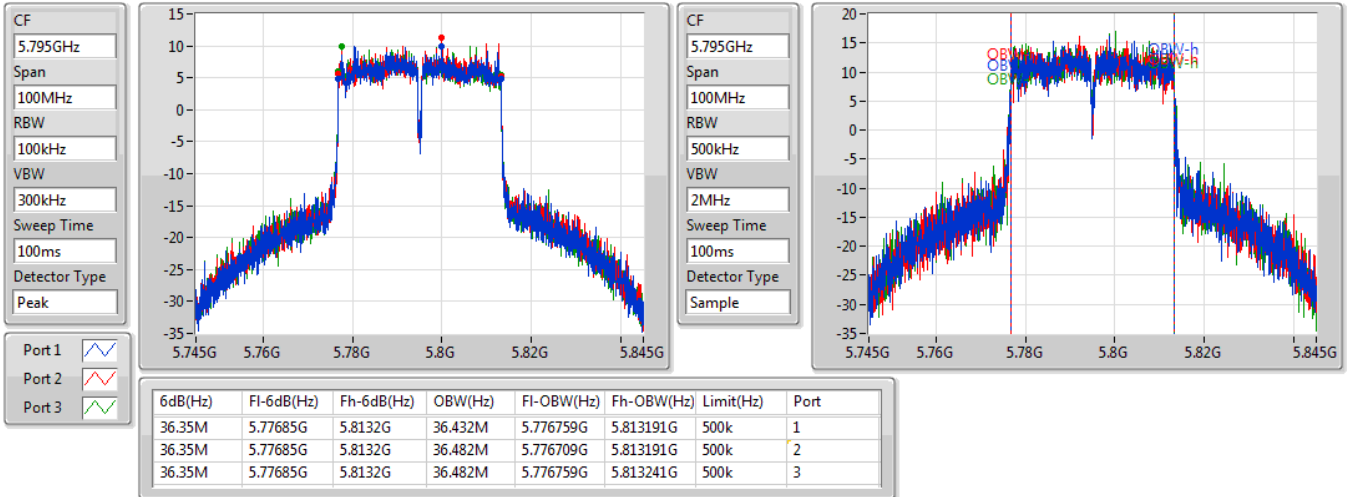 CF
5.795GHz
Span
100MHz
RBW
100kHz
VBW
300kHz
Sweep Time
100ms
Detector Type
Peak
15
10
5
0
-5
-10
-15
-20
-25
-30
-35
5.745G 5.76G 5.78G 5.8G 5.82G 5.845G
CF
5.795GHz
Span
100MHz
RBW
500kHz
VBW
2MHz
Sweep Time
100ms
Detector Type
Sample
20
15
10
5
0
-5
-10
-15
-20
-25
-30
-35
OBW-h
5.745G 5.76G 5.78G 5.8G 5.82G 5.845G
Port 1
Port 2
Port 3
6dB(Hz) Fl-6dB(Hz) Fh-6dB(Hz) OBW(Hz) Fl-OBW(Hz) Fh-OBW(Hz) Limit(Hz) Port
36.35M 5.77685G 5.8132G 36.432M 5.776759G 5.813191G 500k 1
36.35M 5.77685G 5.8132G 36.482M 5.776709G 5.813191G 500k 2
36.35M 5.77685G 5.8132G 36.482M 5.776759G 5.813241G 500k 3